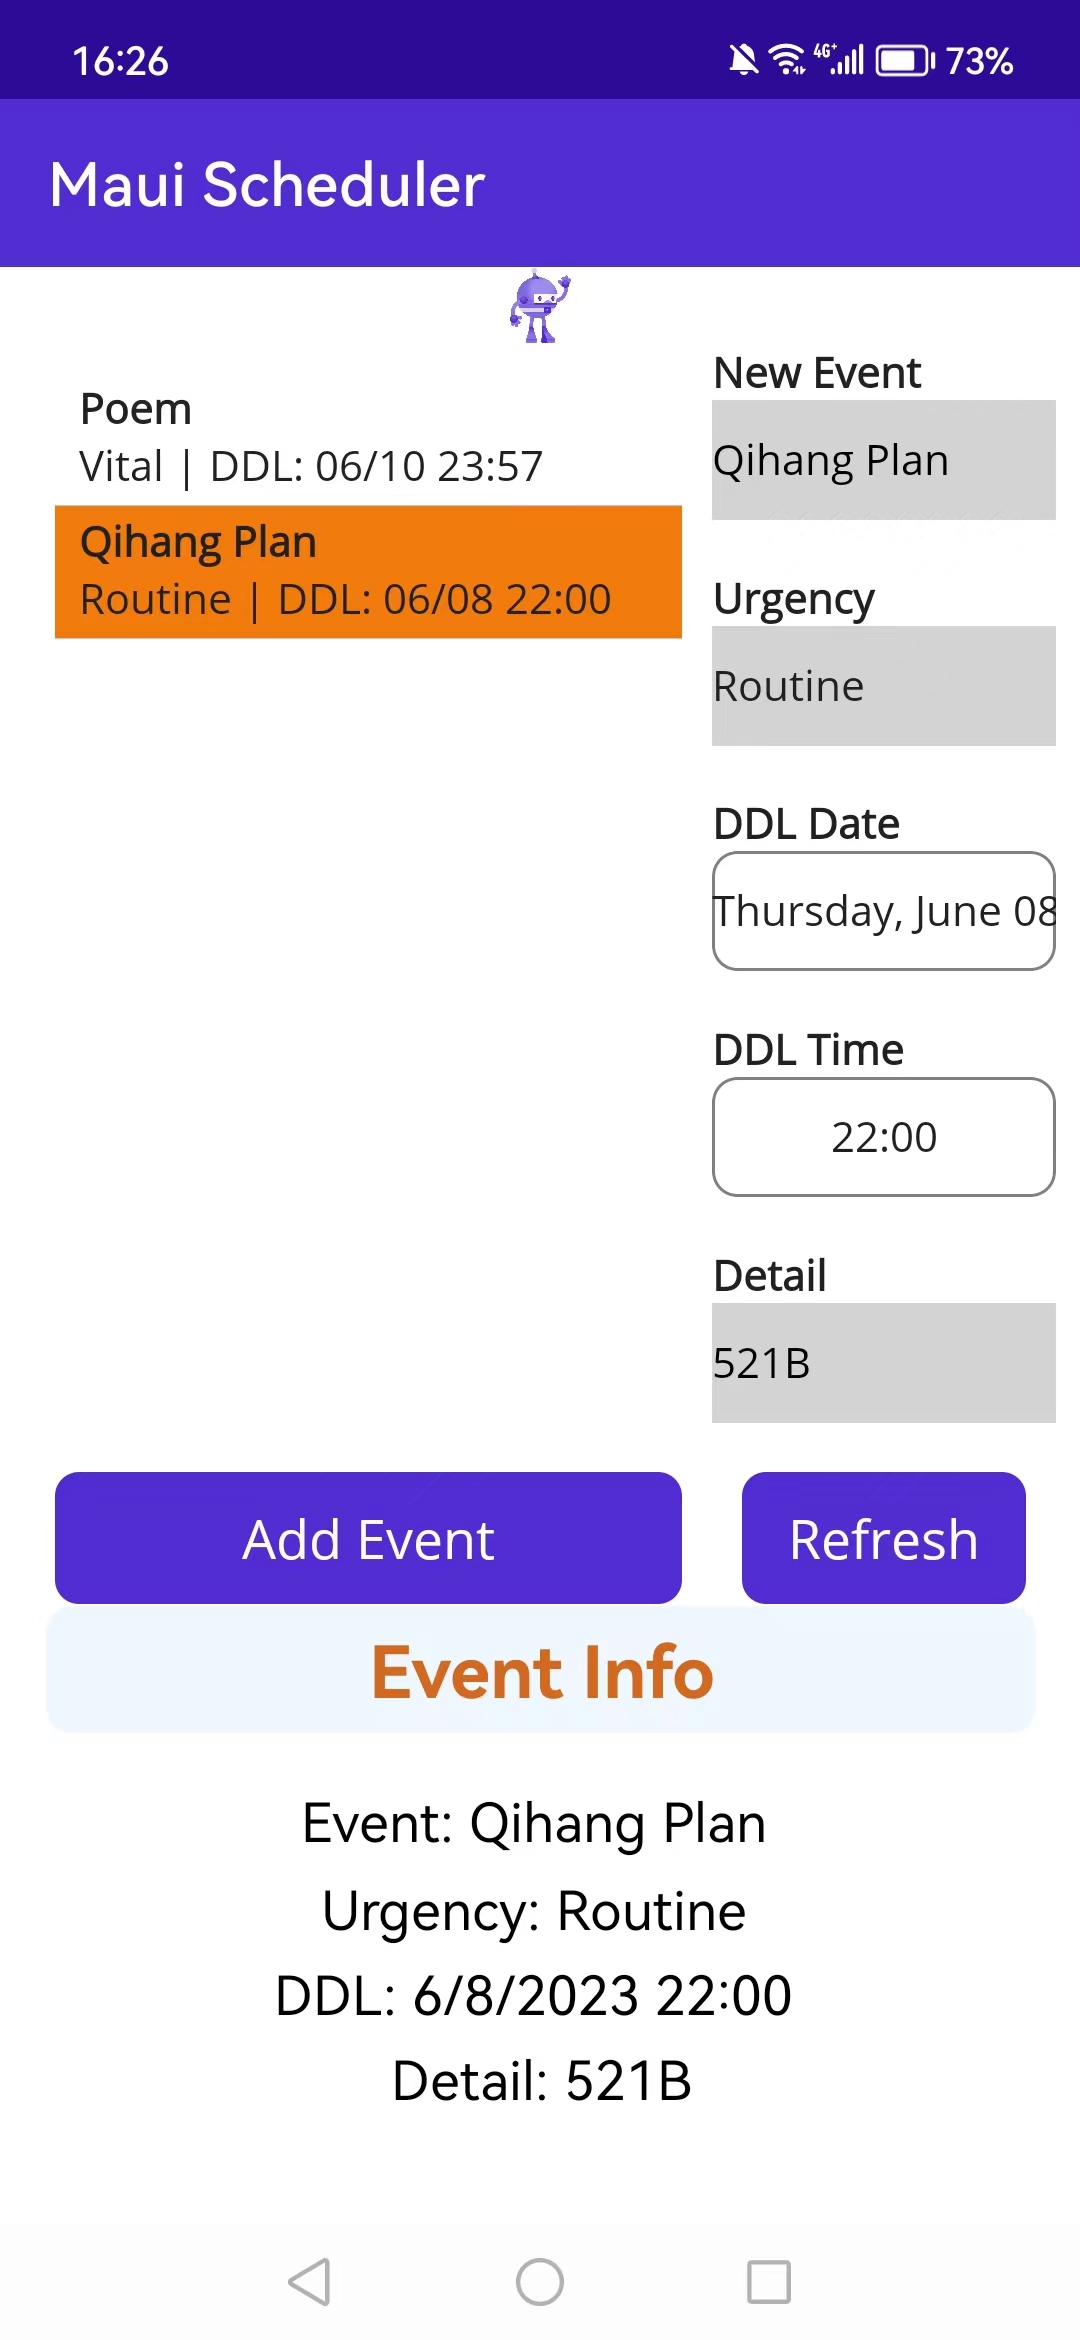 16:26
4G+ 73%
Maui Scheduler
Poem
Vital | DDL: 06/10 23:57
Qihang Plan
Routine | DDL: 06/08 22:00
New Event
Qihang Plan
Urgency
Routine
DDL Date
Thursday, June 08
DDL Time
22:00
Detail
521B
Add Event
Refresh
Event Info
Event: Qihang Plan
Urgency: Routine
DDL: 6/8/2023 22:00
Detail: 521B